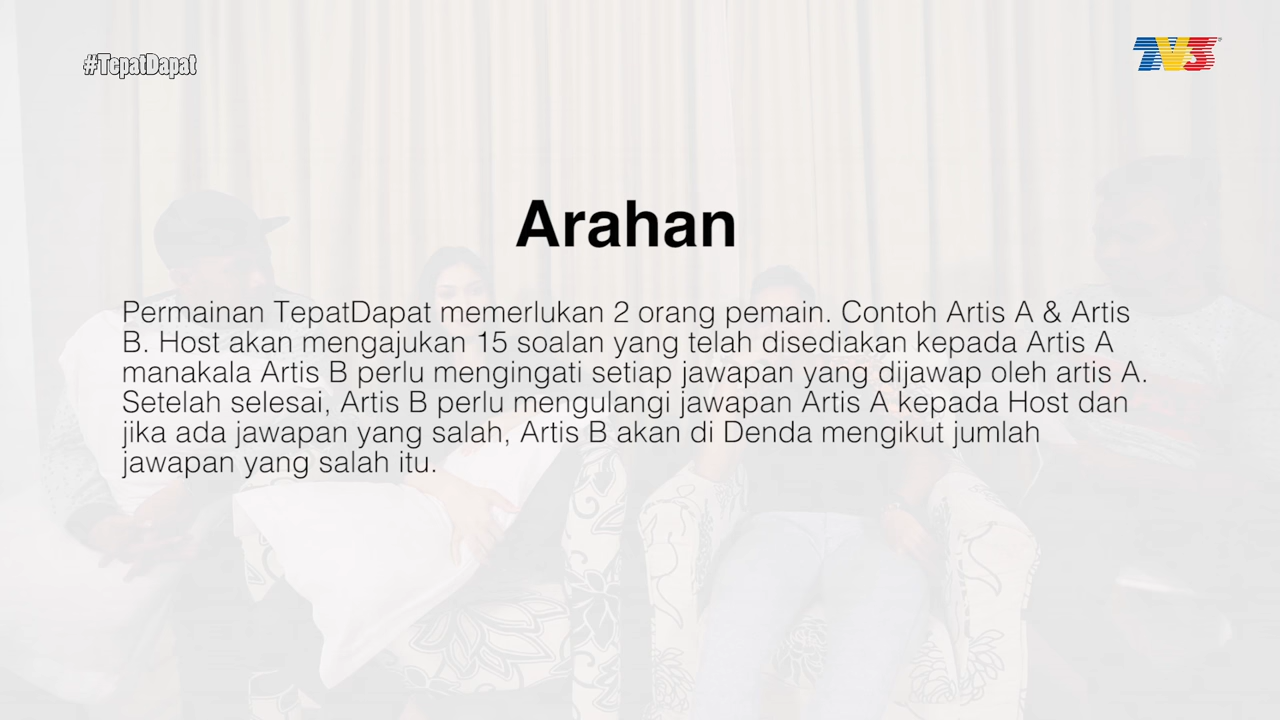 #TepatDapat
TV3
Arahan
Permainan TepatDapat memerlukan 2 orang pemain. Contoh Artis A & Artis
B. Host akan mengajukan 15 soalan yang telah disediakan kepada Artis A
manakala Artis B perlu mengingati setiap jawapan yang dijawap oleh artis A.
Setelah selesai, Artis B perlu mengulangi jawapan Artis A kepada Host dan
jika ada jawapan yang salah, Artis B akan di Denda mengikut jumlah
jawapan yang salah itu.